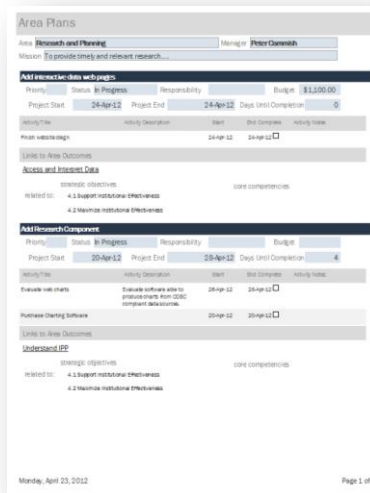 Area Plans
Area Research and Planning Manager Peter Cammish
Mission To provide timely and relevant research....
Add interactive data web pages
Priority Status In Progress Responsibility Budget $1,100.00
Project Start 24-Apr-12 Project End 24-Apr-12 Days Until Completion 0
Activity Title Activity Description Start End Complete Activity Notes
Finish website design 24-Apr-12 24-Apr-12
Links to Area Outcomes
Access and Interpret Data
strategic objectives core competencies
related to: 4.1 Support Institutional Effectiveness
4.2 Maximize Institutional Effectiveness
Add Research Component
Priority Status In Progress Responsibility Budget
Project Start 20-Apr-12 Project End 28-Apr-12 Days Until Completion 4
Activity Title Activity Description Start End Complete Activity Notes
Evaluate web charts Evaluate software able to 28-Apr-12 28-Apr-12
produce charts from ODBC
compliant data sources.
Purchase Charting Software 20-Apr-12 20-Apr-12
Links to Area Outcomes
Understand IPP
strategic objectives core competencies
related to: 4.1 Support Institutional Effectiveness
4.2 Maximize Institutional Effectiveness
Monday, April 23, 2012 Page 1 of